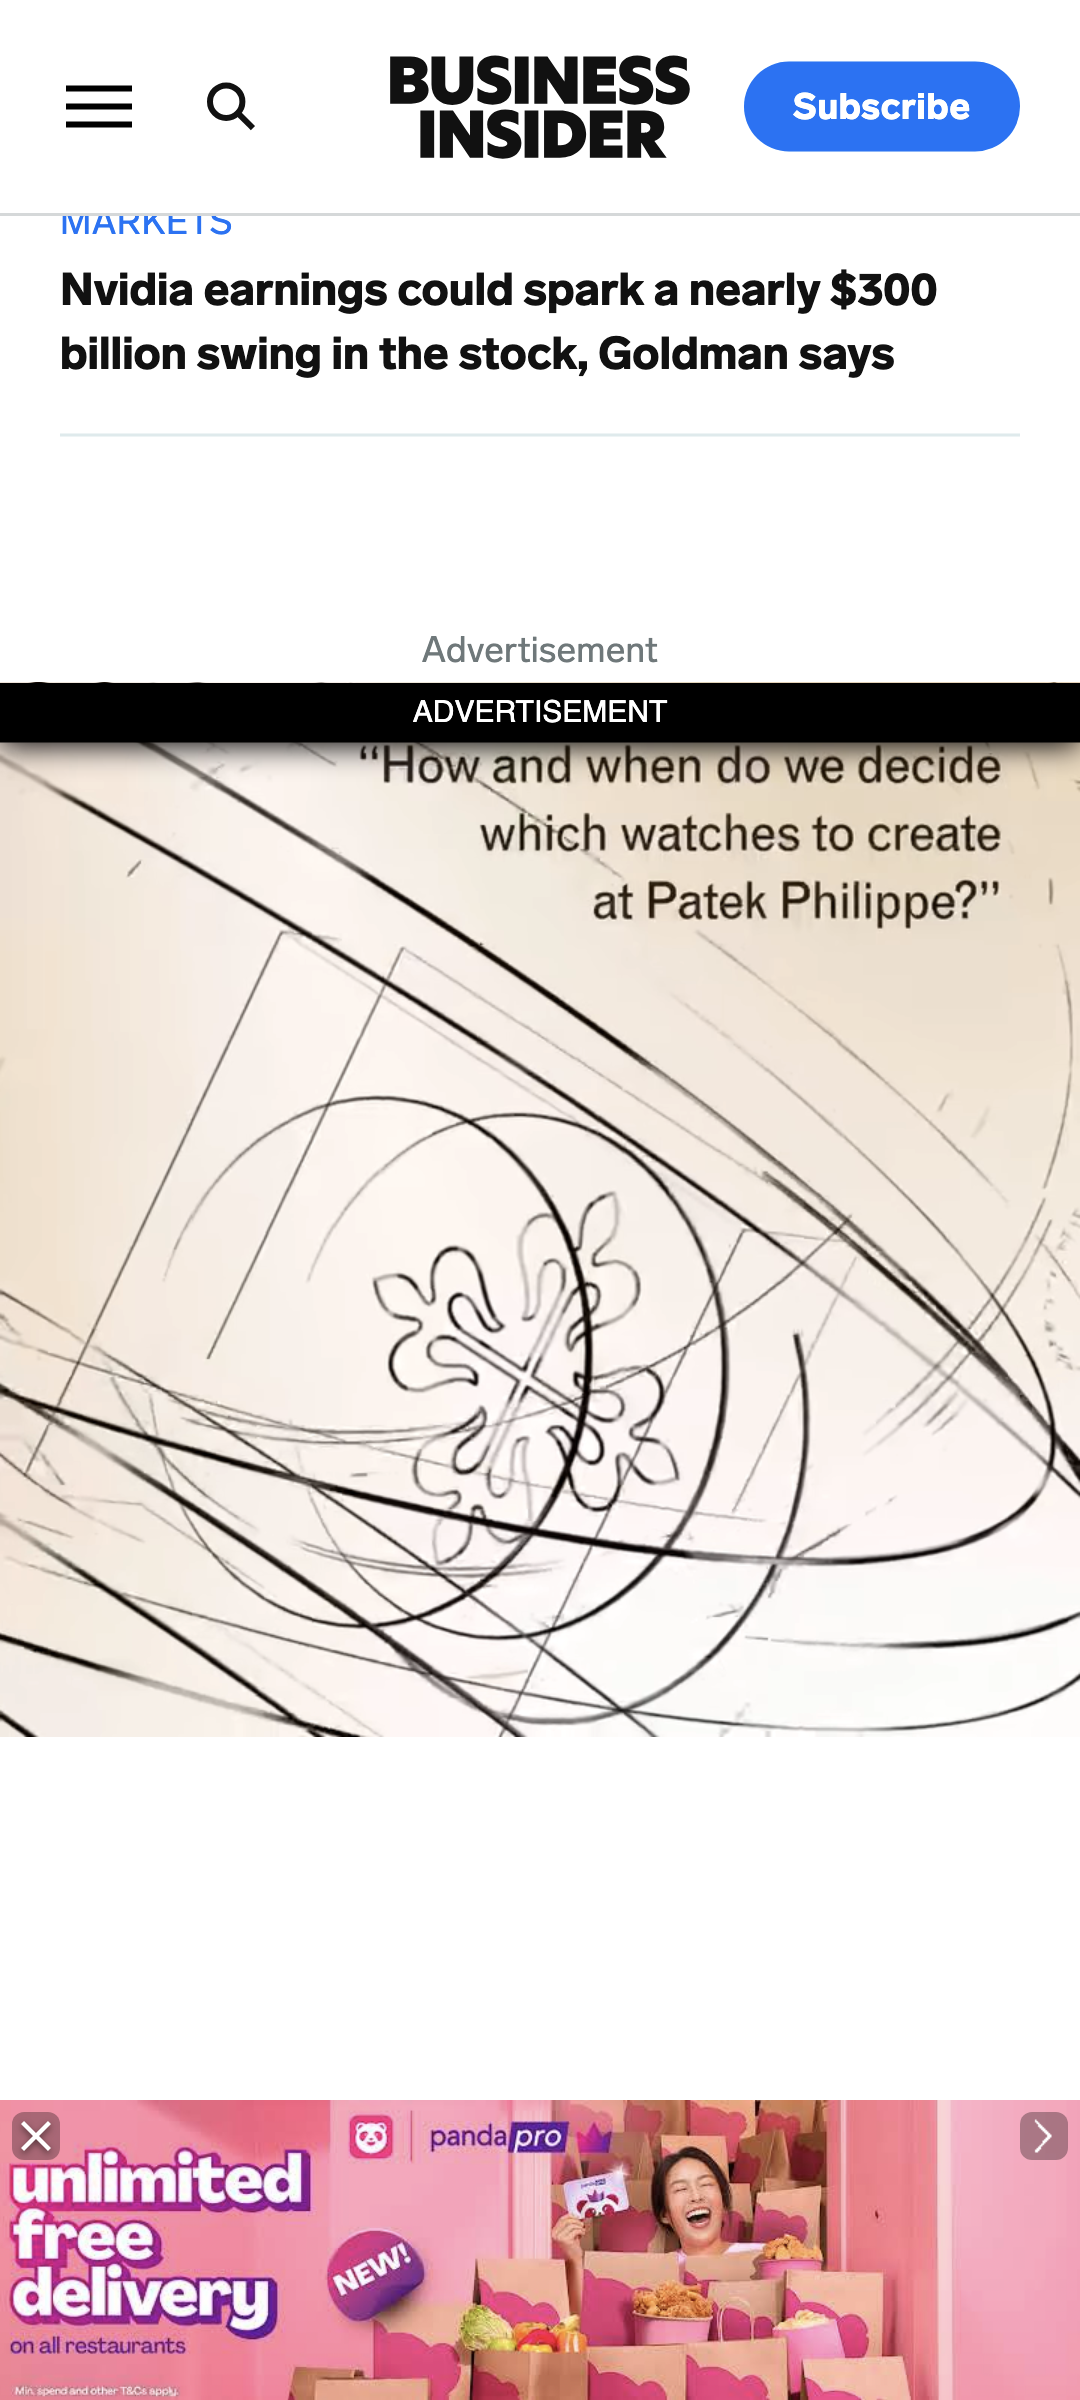 BUSINESS
INSIDER
Subscribe
MARKETS
Nvidia earnings could spark a nearly $300
billion swing in the stock, Goldman says
Advertisement
ADVERTISEMENT
“How and when do we decide
which watches to create
at Patek Philippe?”
panda pro
unlimited
free
delivery
NEW!
on all restaurants
Min. spend and other T&Cs apply.